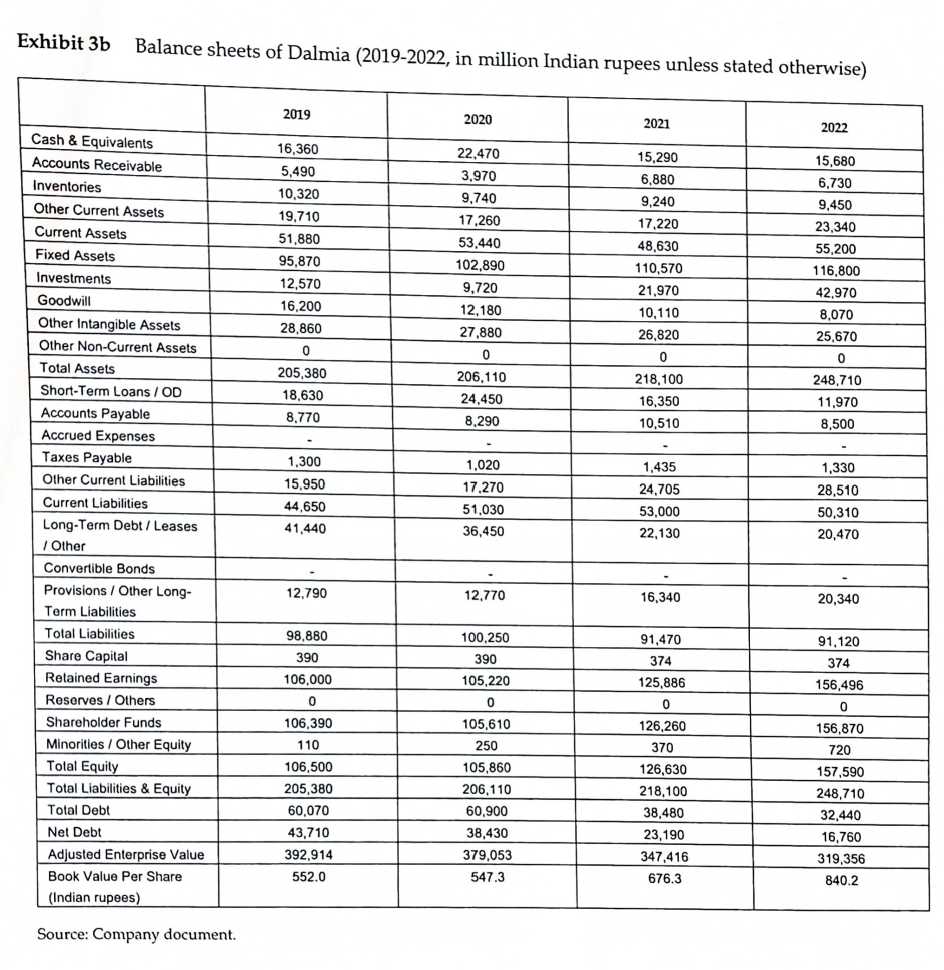 Exhibit 3b Balance sheets of Dalmia (2019-2022, in million Indian rupees unless stated otherwise)
2019 2020 2021 2022
Cash & Equivalents 16,360 22,470 15,290 15,680
Accounts Receivable 5,490 3,970 6,880 6,730
Inventories 10,320 9,740 9,240 9,450
Other Current Assets 19,710 17,260 17,220 23,340
Current Assets 51,880 53,440 48,630 55,200
Fixed Assets 95,870 102,890 110,570 116,800
Investments 12,570 9,720 21,970 42,970
Goodwill 16,200 12,180 10,110 8,070
Other Intangible Assets 28,860 27,880 26,820 25,670
Other Non-Current Assets 0 0 0 0
Total Assets 205,380 206,110 218,100 248,710
Short-Term Loans / OD 18,630 24,450 16,350 11,970
Accounts Payable 8,770 8,290 10,510 8,500
Accrued Expenses - - - -
Taxes Payable 1,300 1,020 1,435 1,330
Other Current Liabilities 15,950 17,270 24,705 28,510
Current Liabilities 44,650 51,030 53,000 50,310
Long-Term Debt / Leases 41,440 36,450 22,130 20,470
/ Other
Convertible Bonds - - - -
Provisions / Other Long- 12,790 12,770 16,340 20,340
Term Liabilities
Total Liabilities 98,880 100,250 91,470 91,120
Share Capital 390 390 374 374
Retained Earnings 106,000 105,220 125,886 156,496
Reserves / Others 0 0 0 0
Shareholder Funds 106,390 105,610 126,260 156,870
Minorities / Other Equity 110 250 370 720
Total Equity 106,500 105,860 126,630 157,590
Total Liabilities & Equity 205,380 206,110 218,100 248,710
Total Debt 60,070 60,900 38,480 32,440
Net Debt 43,710 38,430 23,190 16,760
Adjusted Enterprise Value 392,914 379,053 347,416 319,356
Book Value Per Share 552.0 547.3 676.3 840.2
(Indian rupees)
Source: Company document.